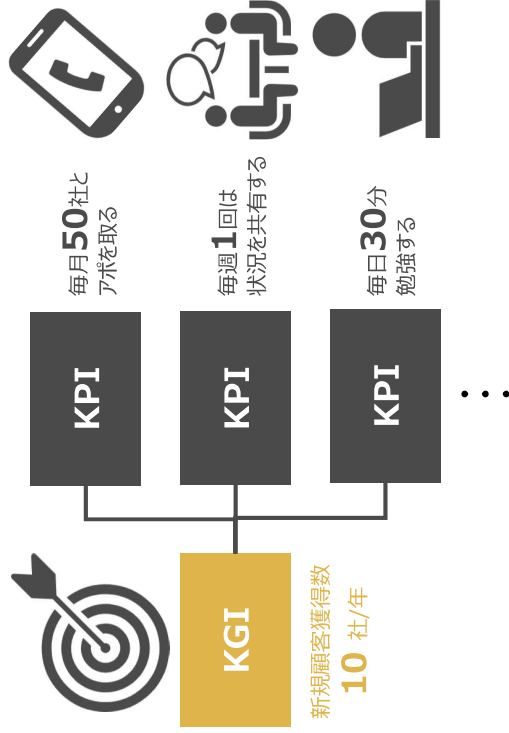 KGI
新規顧客獲得数
10 社/年
KPI
毎月50社と
アポを取る
KPI
毎週1回は
状況を共有する
KPI
毎日30分
勉強する
・・・